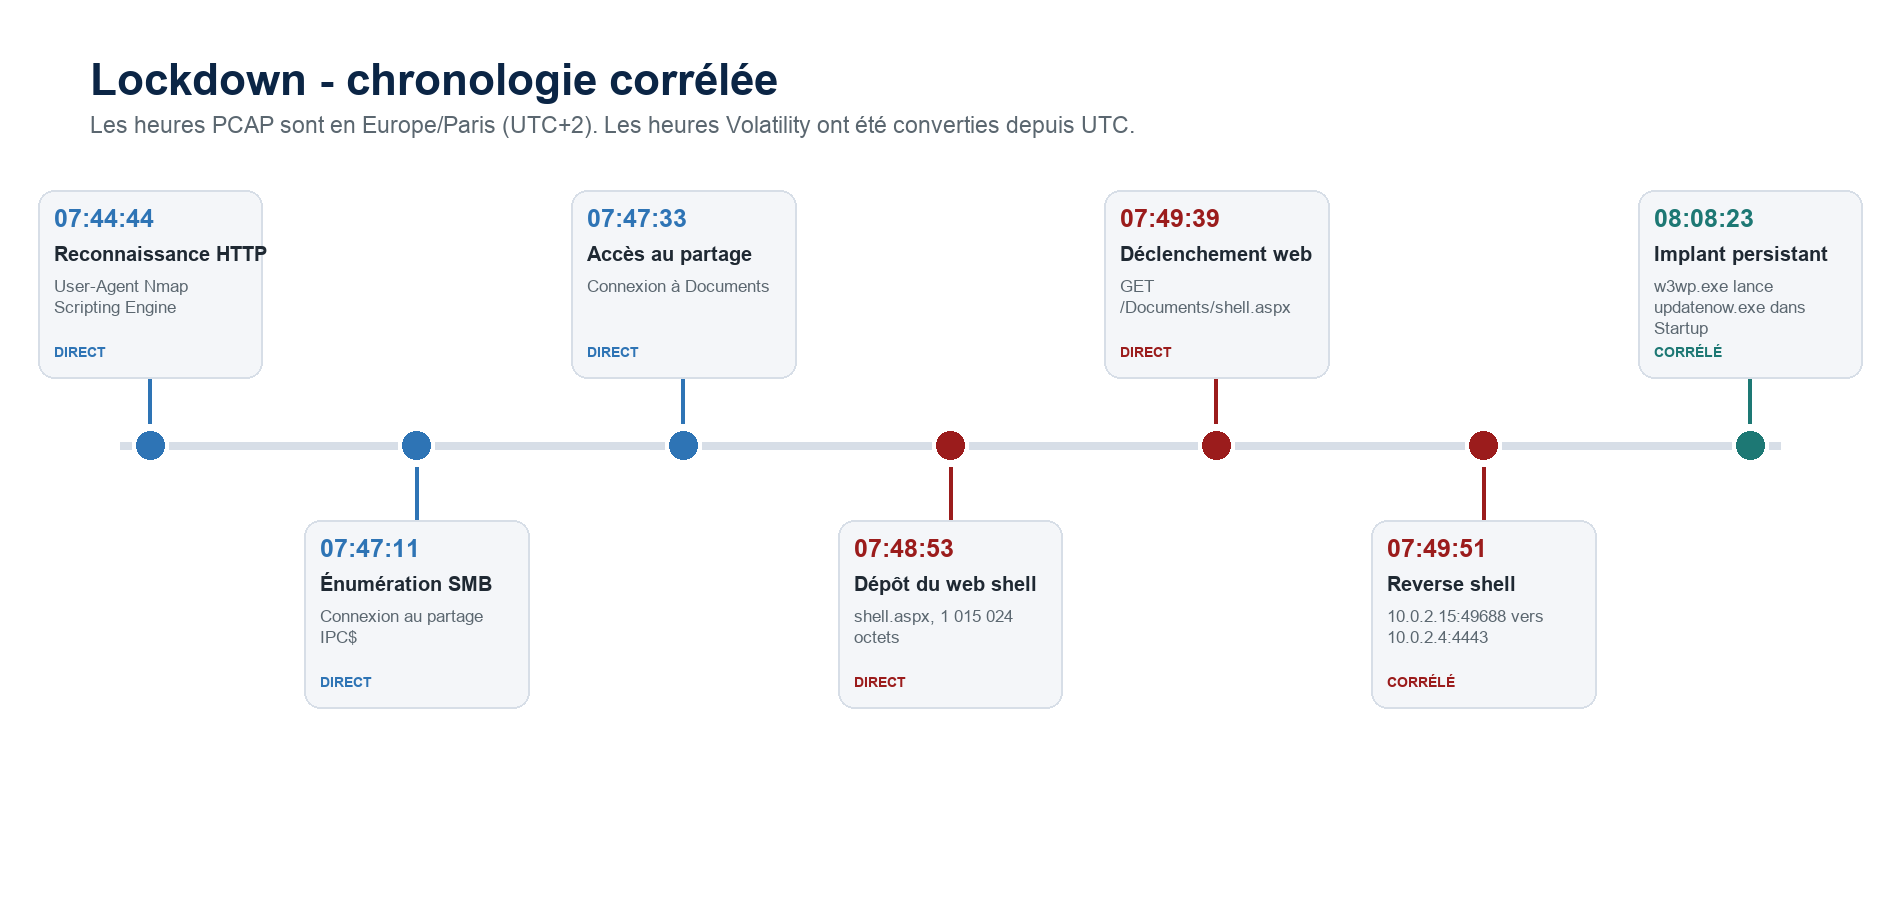 Lockdown - chronologie corrélée
Les heures PCAP sont en Europe/Paris (UTC+2). Les heures Volatility ont été converties depuis UTC.
07:44:44
Reconnaissance HTTP
User-Agent Nmap
Scripting Engine
DIRECT
07:47:11
Énumération SMB
Connexion au partage
IPC$
DIRECT
07:47:33
Accès au partage
Connexion à Documents
DIRECT
07:48:53
Dépôt du web shell
shell.aspx, 1 015 024
octets
DIRECT
07:49:39
Déclenchement web
GET
/Documents/shell.aspx
DIRECT
07:49:51
Reverse shell
10.0.2.15:49688 vers
10.0.2.4:4443
CORRÉLÉ
08:08:23
Implant persistant
w3wp.exe lance
updatenow.exe dans
Startup
CORRÉLÉ